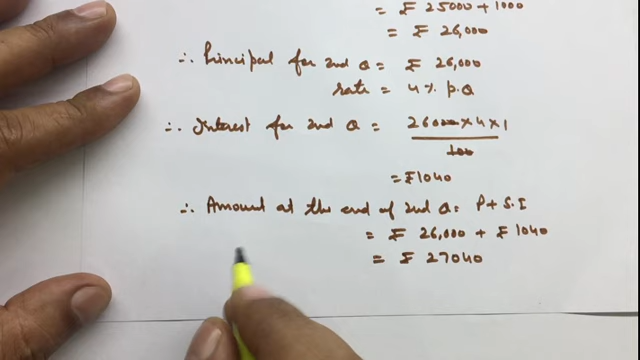 = ₹ 25000 + 1000
= ₹ 26,000
∴ Principal for 2nd Q = ₹ 26,000
rate = 4% p.Q
∴ Interest for 2nd Q = 26000 × 4 × 1
100
= ₹1040
∴ Amount at the end of 2nd Q = P + S.I
= ₹ 26,000 + ₹ 1040
= ₹ 27040